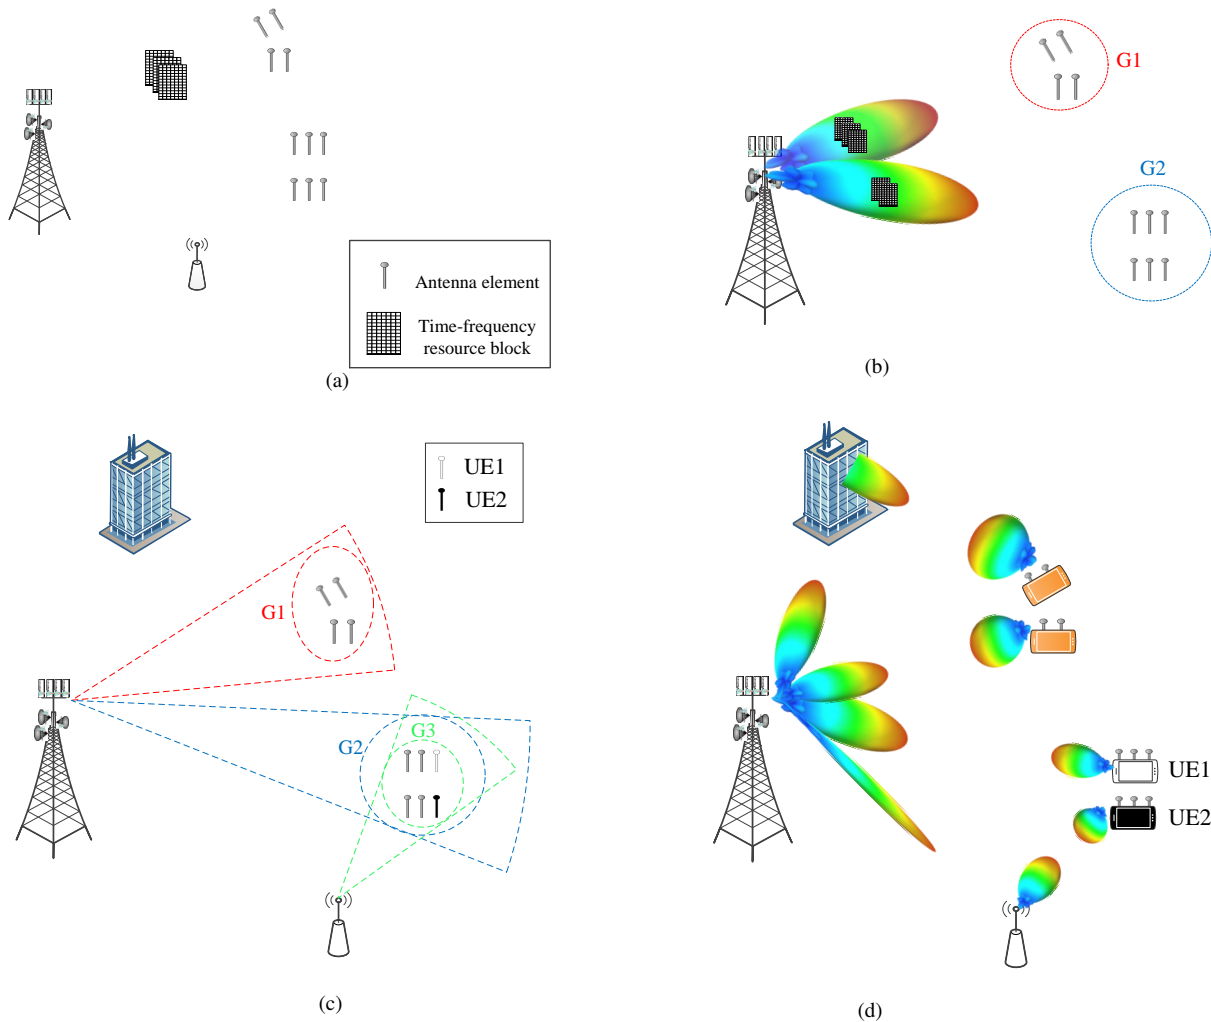 G1
G2
Antenna element
Time-frequency
resource block
(a)
(b)
UE1
UE2
G1
G3
G2
(c)
UE1
UE2
(d)